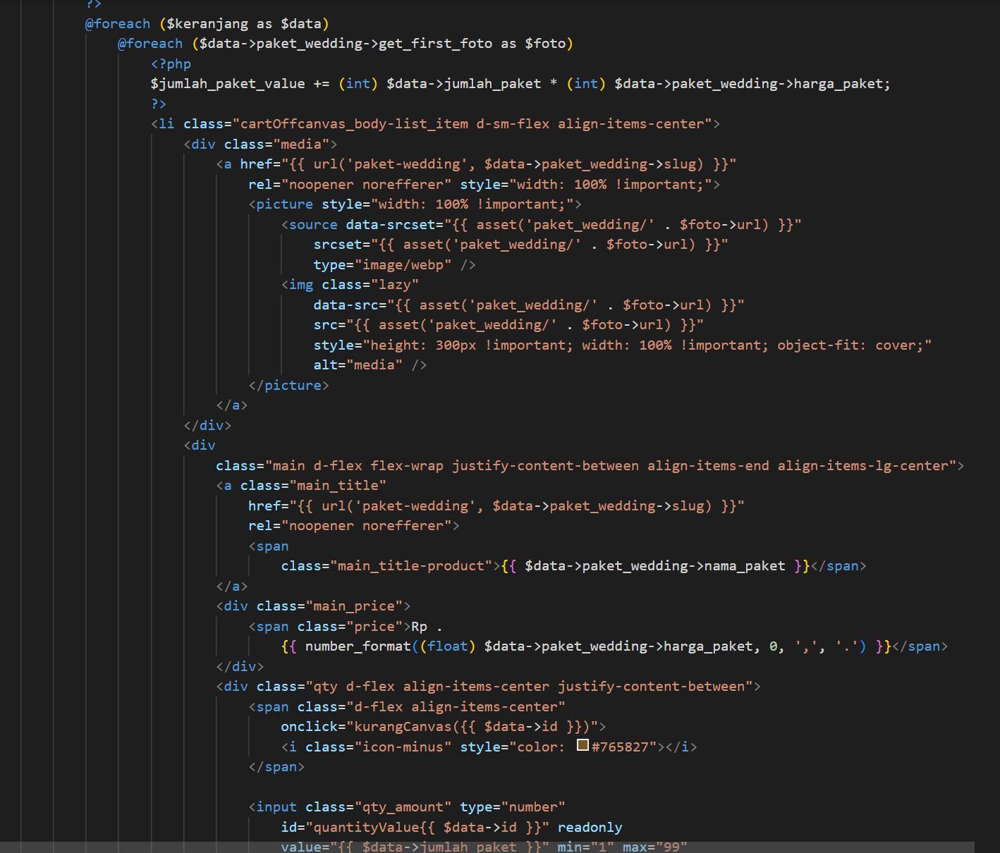 ?>
@foreach ($keranjang as $data)
@foreach ($data->paket_wedding->get_first_foto as $foto)
<?php
$jumlah_paket_value += (int) $data->jumlah_paket * (int) $data->paket_wedding->harga_paket;
?>
<li class="cartOffcanvas_body-list_item d-sm-flex align-items-center">
<div class="media">
<a href="{{ url('paket-wedding', $data->paket_wedding->slug) }}"
rel="noopener norefferer" style="width: 100% !important;">
<picture style="width: 100% !important;">
<source data-srcset="{{ asset('paket_wedding/' . $foto->url) }}"
srcset="{{ asset('paket_wedding/' . $foto->url) }}"
type="image/webp" />
<img class="lazy"
data-src="{{ asset('paket_wedding/' . $foto->url) }}"
src="{{ asset('paket_wedding/' . $foto->url) }}"
style="height: 300px !important; width: 100% !important; object-fit: cover;"
alt="media" />
</picture>
</a>
</div>
<div
class="main d-flex flex-wrap justify-content-between align-items-end align-items-lg-center">
<a class="main_title"
href="{{ url('paket-wedding', $data->paket_wedding->slug) }}"
rel="noopener norefferer">
<span
class="main_title-product">{{ $data->paket_wedding->nama_paket }}</span>
</a>
<div class="main_price">
<span class="price">Rp .
{{ number_format((float) $data->paket_wedding->harga_paket, 0, ',', '.') }}</span>
</div>
<div class="qty d-flex align-items-center justify-content-between">
<span class="d-flex align-items-center"
onclick="kurangCanvas({{ $data->id }})">
<i class="icon-minus" style="color: #765827"></i>
</span>
<input class="qty_amount" type="number"
id="quantityValue{{ $data->id }}" readonly
value="{{ $data->jumlah_paket }}" min="1" max="99"